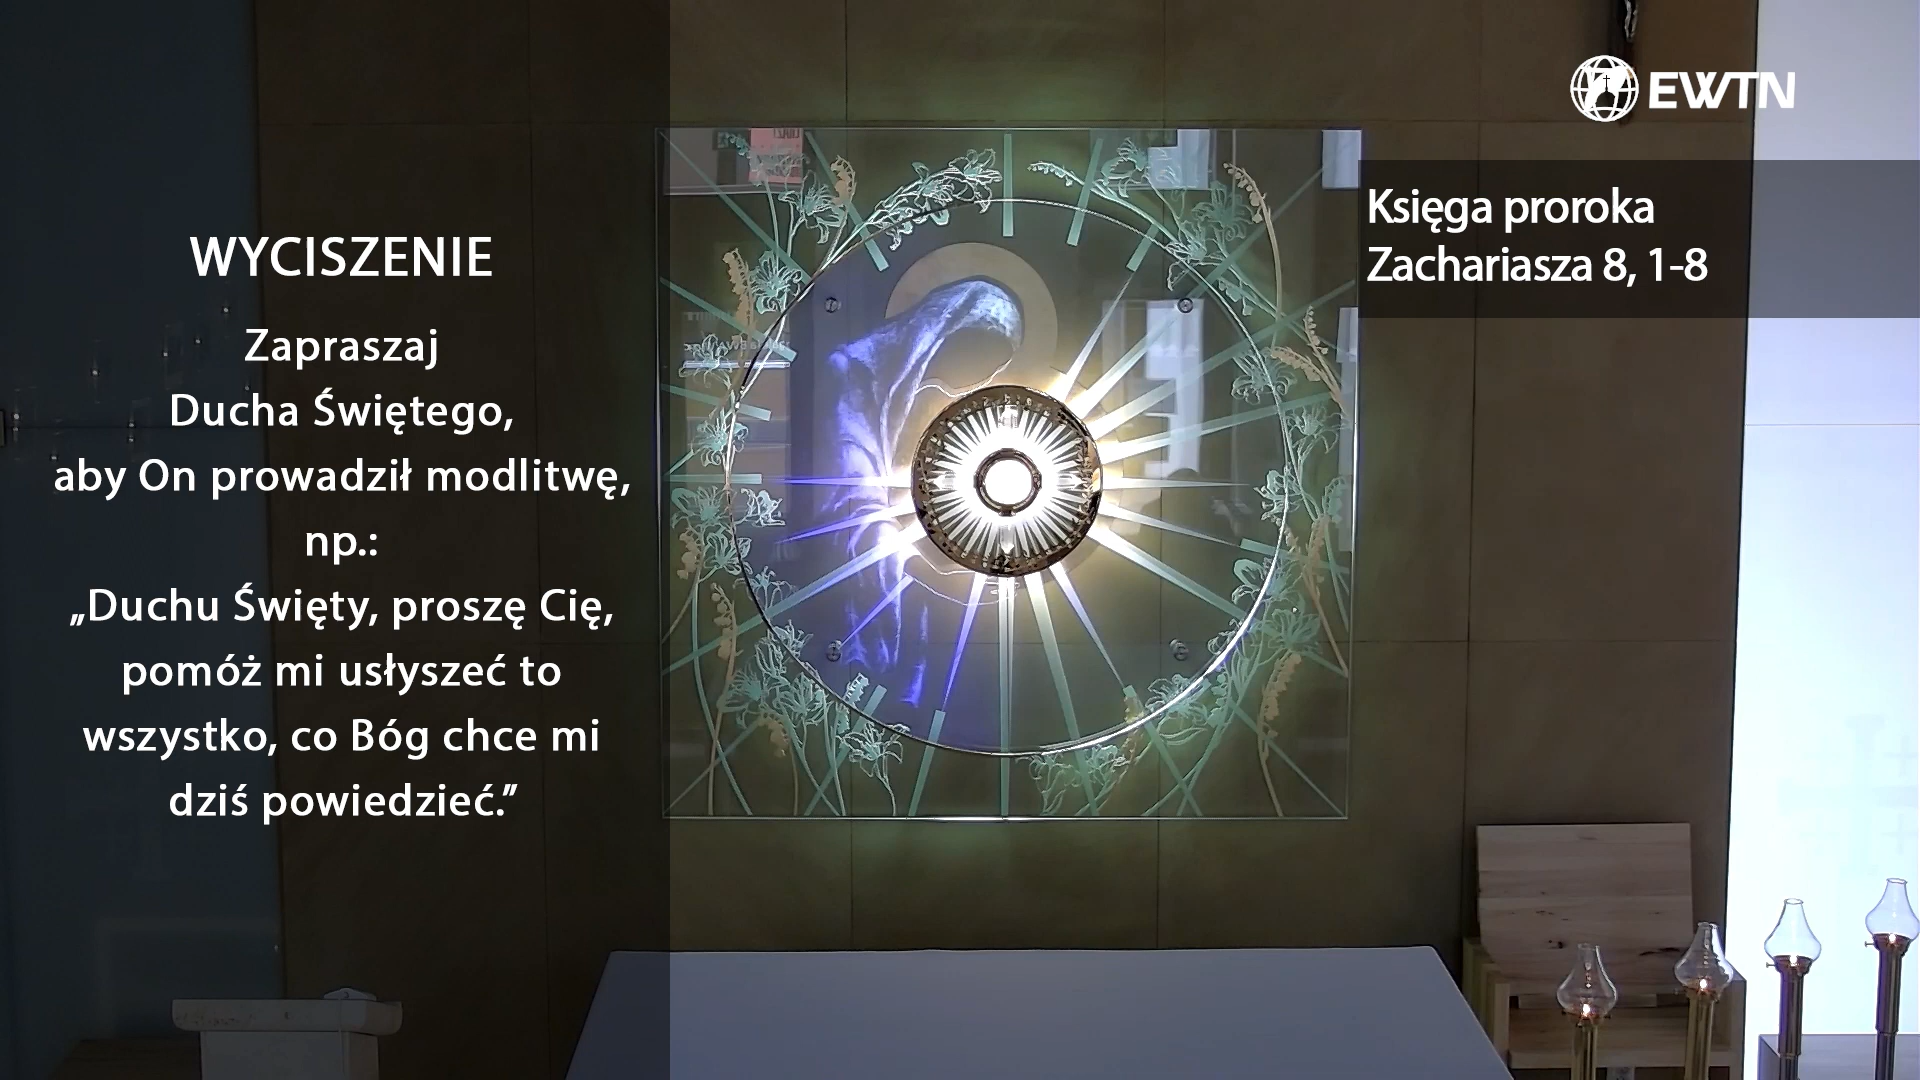 WYCISZENIE
Zapraszaj
Ducha Świętego,
aby On prowadził modlitwę,
np.:
„Duchu Święty, proszę Cię,
pomóż mi usłyszeć to
wszystko, co Bóg chce mi
dziś powiedzieć.”
EWTN
Księga proroka
Zachariasza 8, 1-8